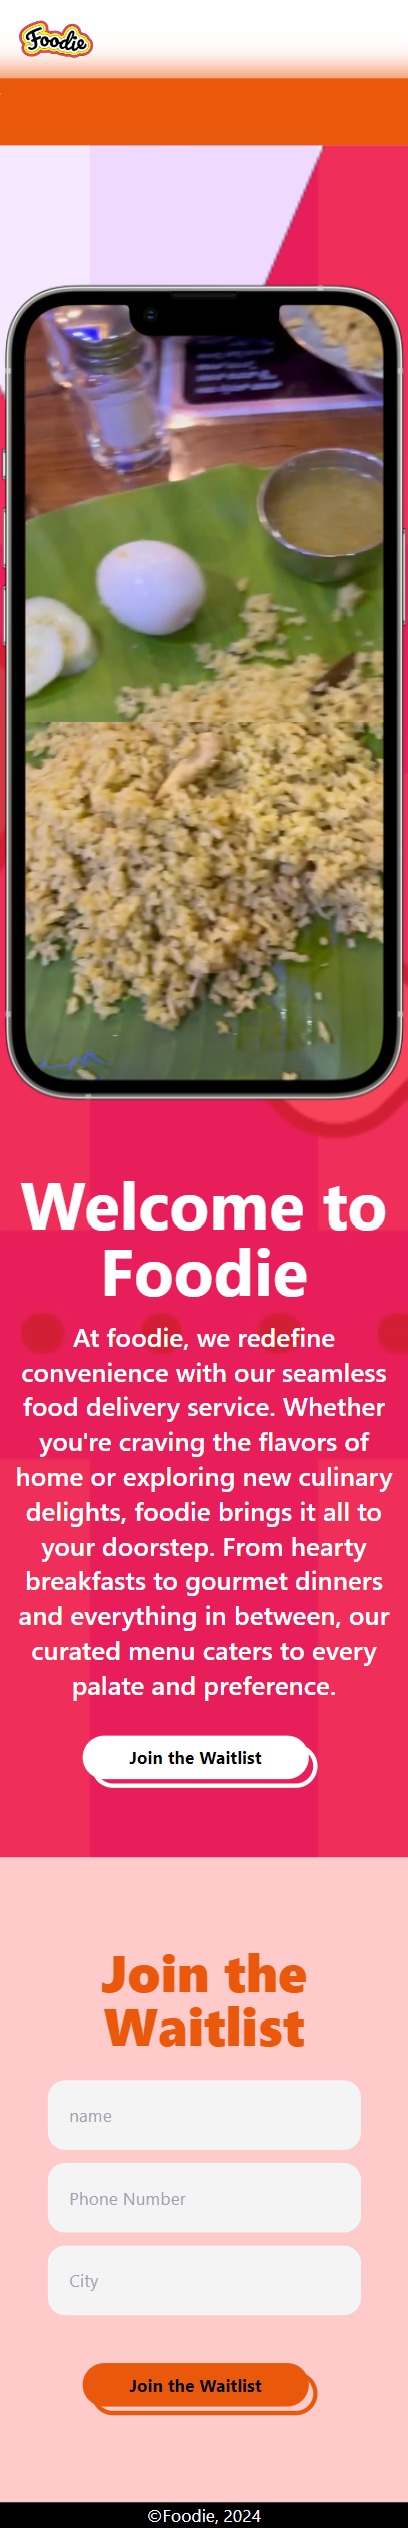 Foodie
Welcome to
Foodie
At foodie, we redefine
convenience with our seamless
food delivery service. Whether
you're craving the flavors of
home or exploring new culinary
delights, foodie brings it all to
your doorstep. From hearty
breakfasts to gourmet dinners
and everything in between, our
curated menu caters to every
palate and preference.
Join the Waitlist
Join the
Waitlist
name
Phone Number
City
Join the Waitlist
©Foodie, 2024